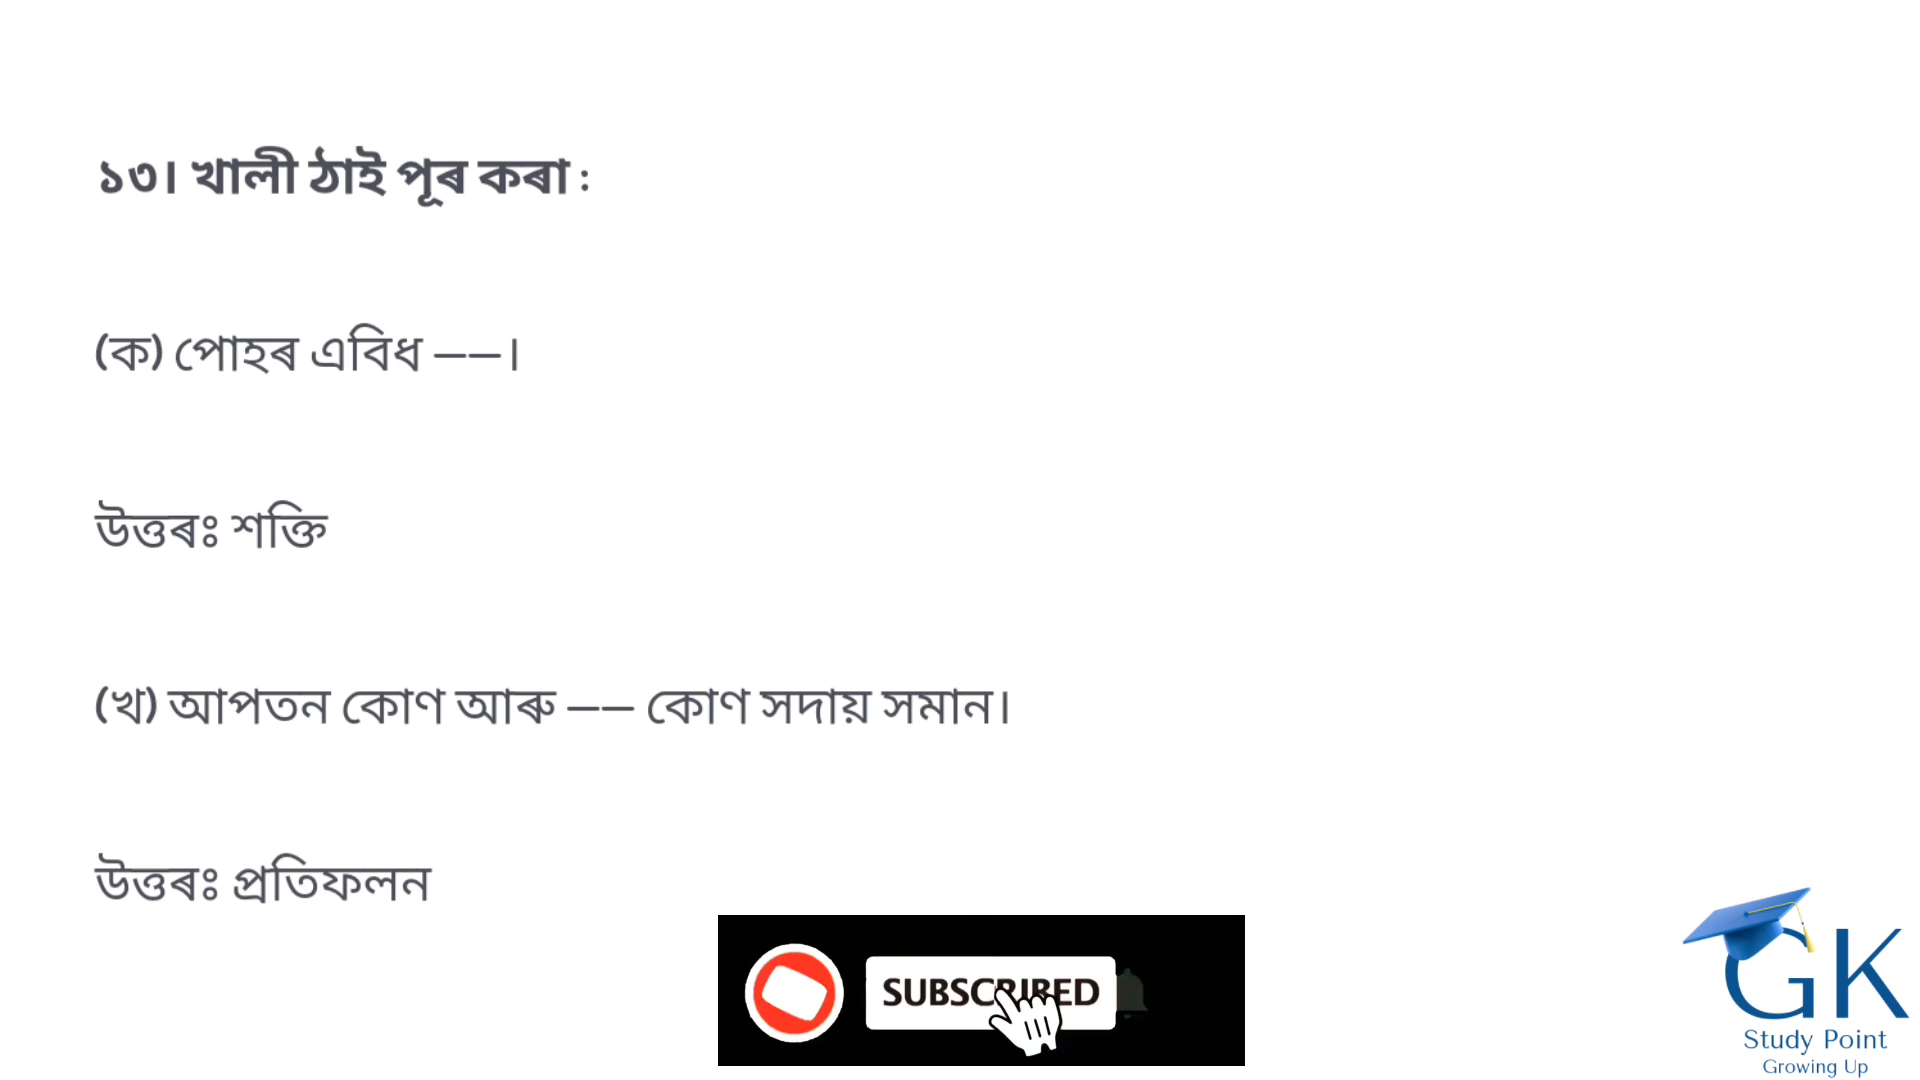 ১৩। খালী ঠাই পূৰ কৰা :
(ক) পোহৰ এবিধ ——।
উত্তৰঃ শক্তি
(খ) আপতন কোণ আৰু —— কোণ সদায় সমান।
উত্তৰঃ প্ৰতিফলন
SUBSCRIBED
GK
Study Point
Growing Up